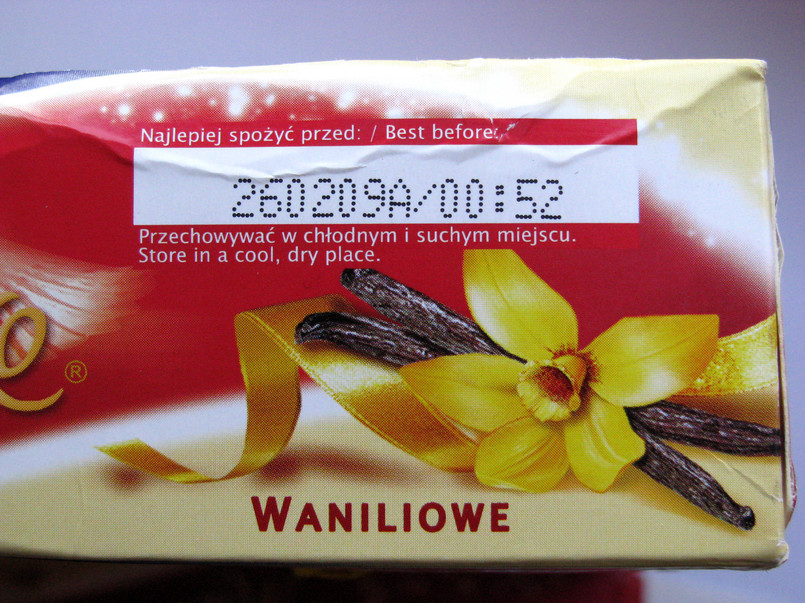 Najlepiej spożyć przed: / Best before:
260209A/00:52
Przechowywać w chłodnym i suchym miejscu.
Store in a cool, dry place.
®
WANILIOWE